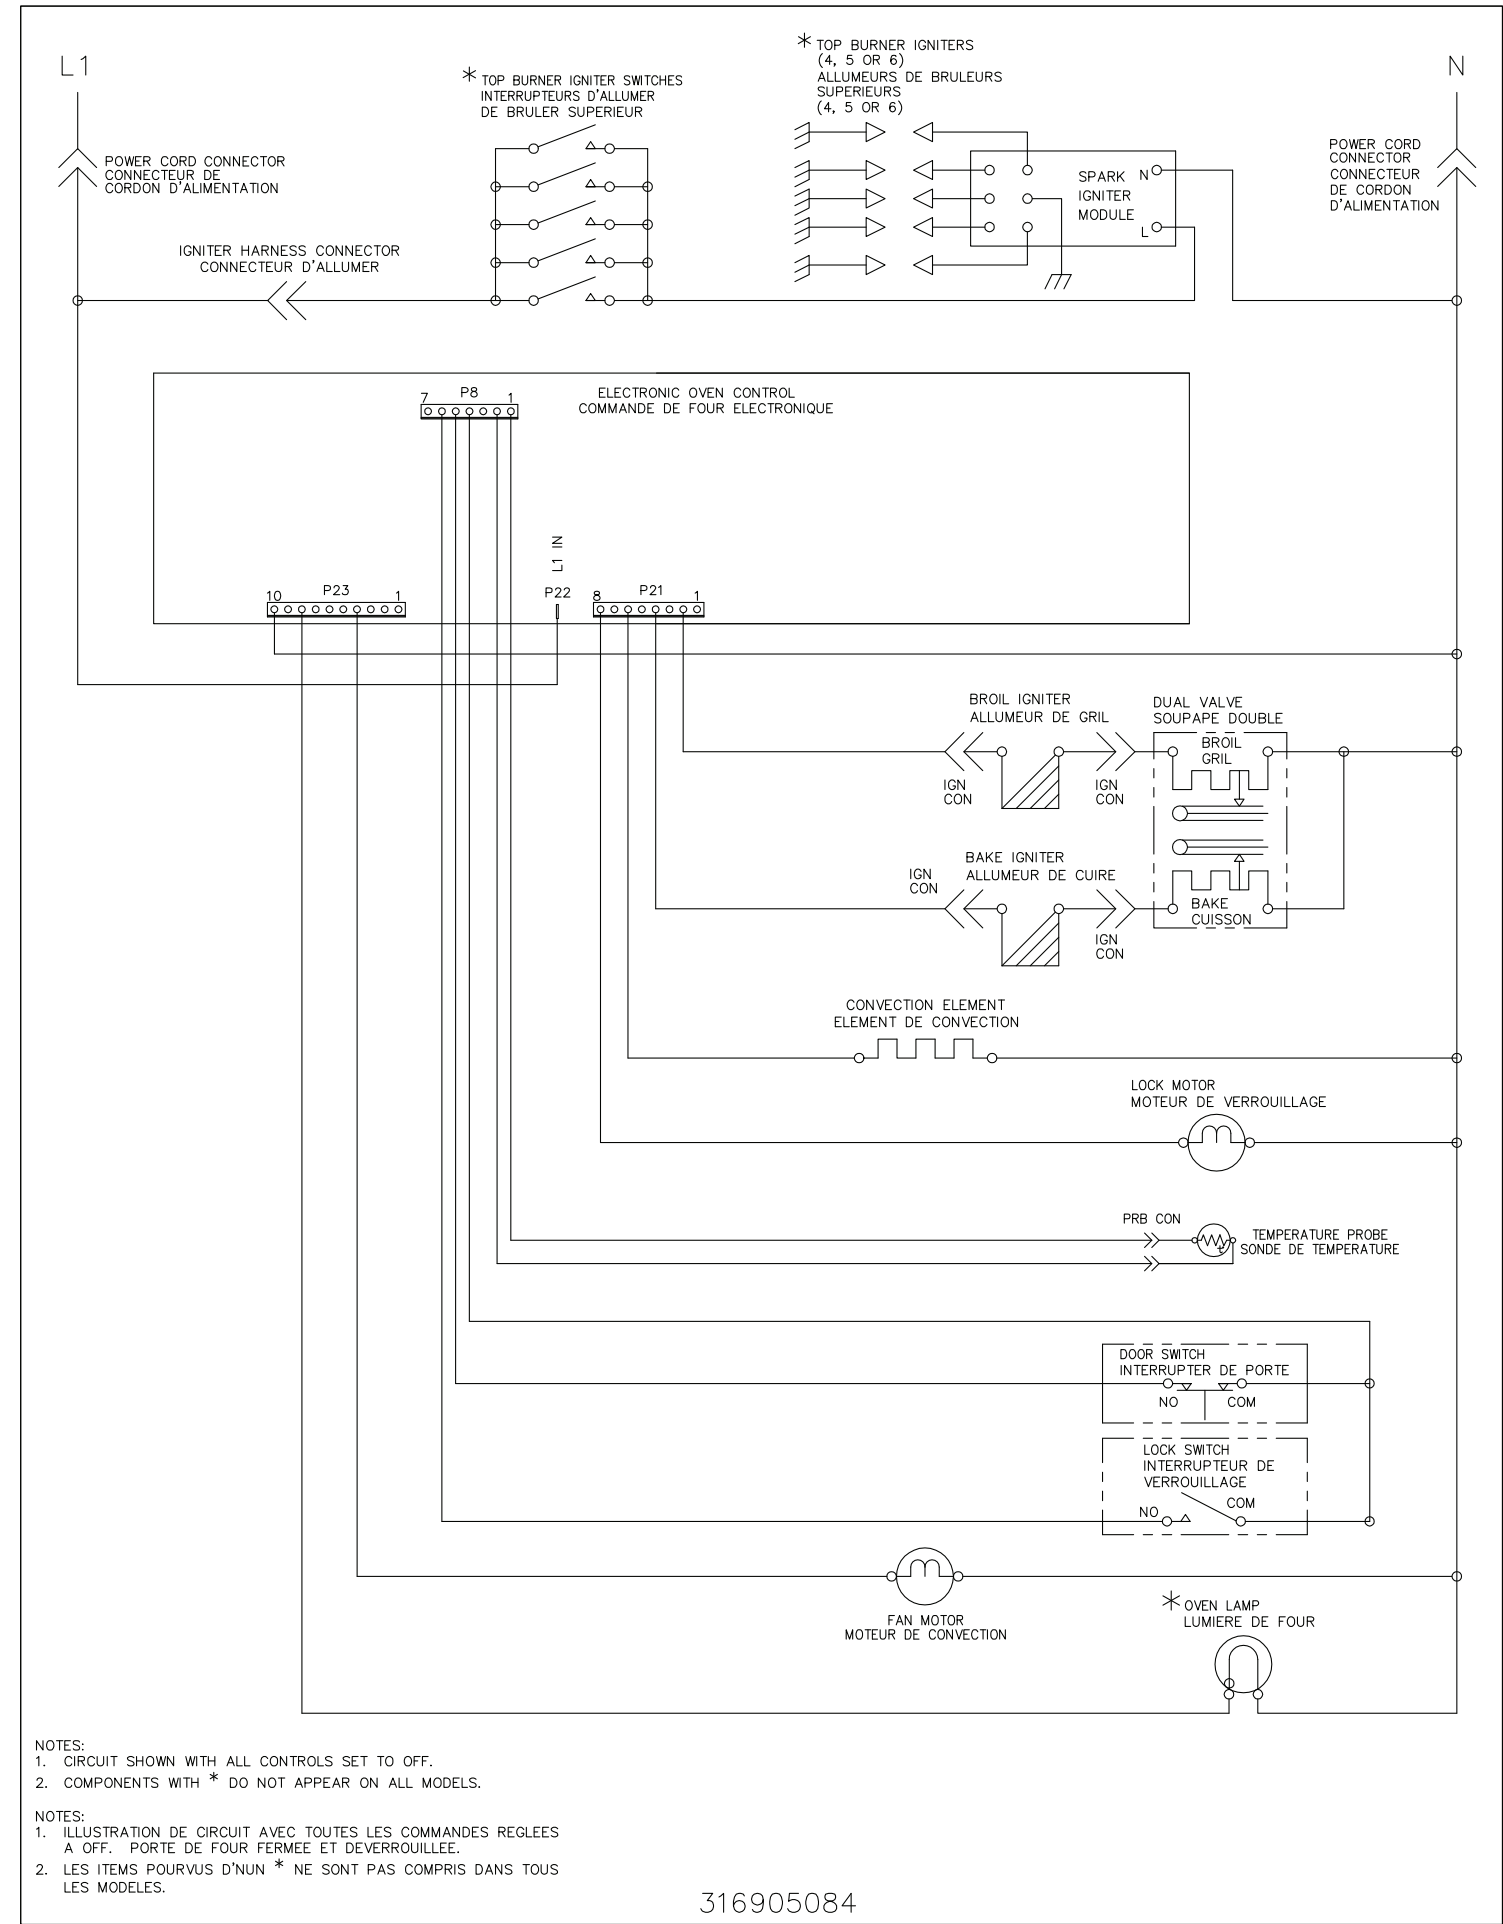 L1
N
* TOP BURNER IGNITER SWITCHES
INTERRUPTEURS D'ALLUMER
DE BRULER SUPERIEUR
* TOP BURNER IGNITERS
(4, 5 OR 6)
ALLUMEURS DE BRULEURS
SUPERIEURS
(4, 5 OR 6)
POWER CORD CONNECTOR
CONNECTEUR DE
CORDON D'ALIMENTATION
SPARK
IGNITER
MODULE
N
L
POWER CORD
CONNECTOR
CONNECTEUR
DE CORDON
D'ALIMENTATION
IGNITER HARNESS CONNECTOR
CONNECTEUR D'ALLUMER
7 P8 1
ELECTRONIC OVEN CONTROL
COMMANDE DE FOUR ELECTRONIQUE
L1 IN
10 P23 1
P22
8 P21 1
BROIL IGNITER
ALLUMEUR DE GRIL
IGN
CON
IGN
CON
DUAL VALVE
SOUPAPE DOUBLE
BROIL
GRIL
BAKE IGNITER
ALLUMEUR DE CUIRE
IGN
CON
IGN
CON
BAKE
CUISSON
CONVECTION ELEMENT
ELEMENT DE CONVECTION
LOCK MOTOR
MOTEUR DE VERROUILLAGE
PRB CON
t
TEMPERATURE PROBE
SONDE DE TEMPERATURE
DOOR SWITCH
INTERRUPTER DE PORTE
NO COM
LOCK SWITCH
INTERRUPTEUR DE
VERROUILLAGE
NO COM
FAN MOTOR
MOTEUR DE CONVECTION
* OVEN LAMP
LUMIERE DE FOUR
NOTES:
1. CIRCUIT SHOWN WITH ALL CONTROLS SET TO OFF.
2. COMPONENTS WITH * DO NOT APPEAR ON ALL MODELS.
NOTES:
1. ILLUSTRATION DE CIRCUIT AVEC TOUTES LES COMMANDES REGLEES
A OFF. PORTE DE FOUR FERMEE ET DEVERROUILLEE.
2. LES ITEMS POURVUS D'NUN * NE SONT PAS COMPRIS DANS TOUS
LES MODELES.
316905084